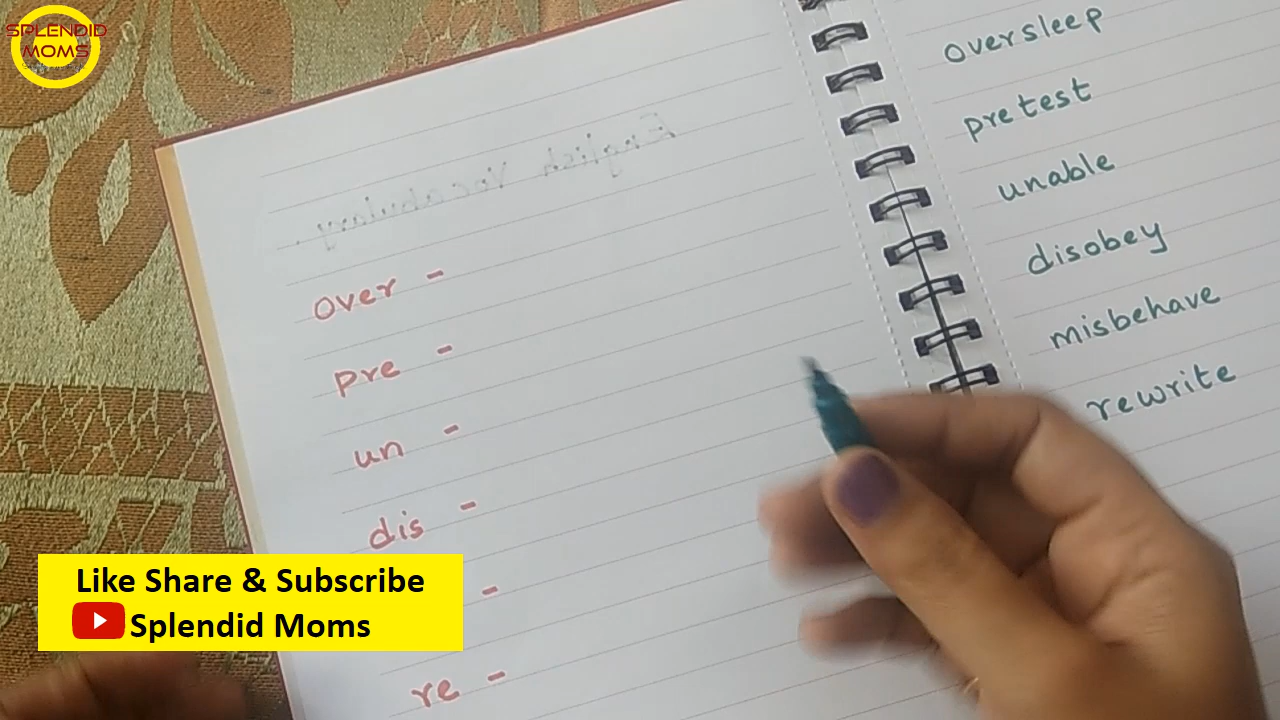 SPLENDID
MOMS
English Vocabulary.
over -
pre -
un -
dis -
-
re -
oversleep
pretest
unable
disobey
misbehave
rewrite
Like Share & Subscribe
Splendid Moms